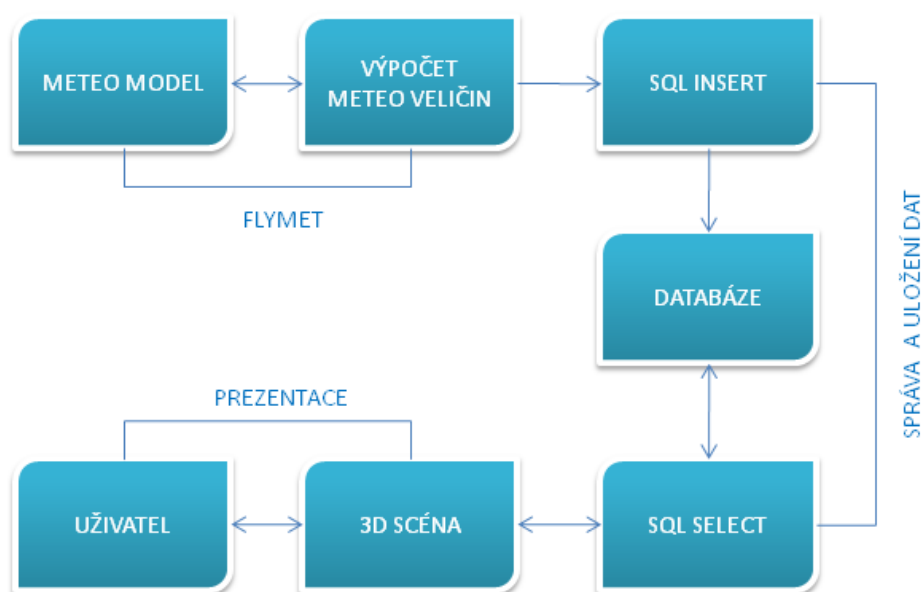 METEO MODEL
VÝPOČET
METEO VELIČIN
SQL INSERT
FLYMET
DATABÁZE
SPRÁVA A ULOŽENÍ DAT
PREZENTACE
UŽIVATEL
3D SCÉNA
SQL SELECT